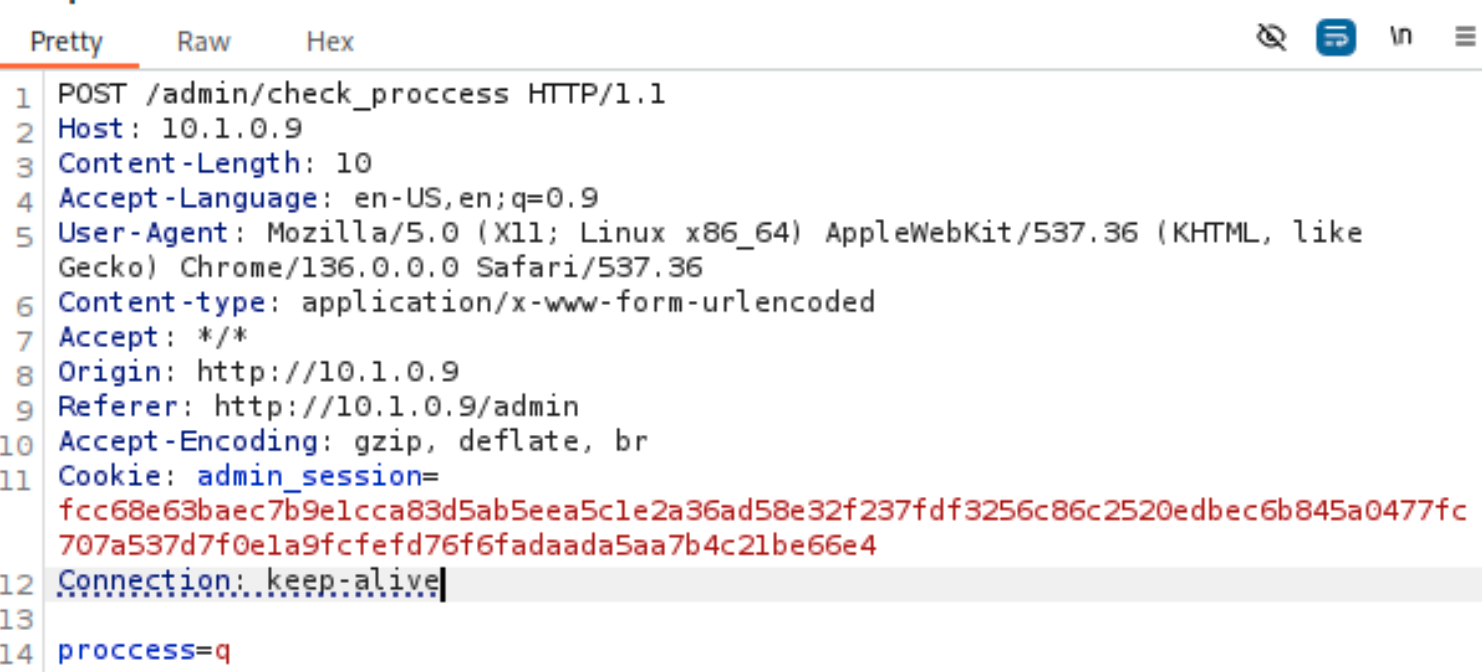 Pretty Raw Hex \n
1 POST /admin/check_proccess HTTP/1.1
2 Host: 10.1.0.9
3 Content-Length: 10
4 Accept-Language: en-US,en;q=0.9
5 User-Agent: Mozilla/5.0 (X11; Linux x86_64) AppleWebKit/537.36 (KHTML, like
Gecko) Chrome/136.0.0.0 Safari/537.36
6 Content-type: application/x-www-form-urlencoded
7 Accept: */*
8 Origin: http://10.1.0.9
9 Referer: http://10.1.0.9/admin
10 Accept-Encoding: gzip, deflate, br
11 Cookie: admin_session=
fcc68e63baec7b9e1cca83d5ab5eea5c1e2a36ad58e32f237fdf3256c86c2520edbec6b845a0477fc
707a537d7f0e1a9fcfefd76f6fadaada5aa7b4c21be66e4
12 Connection: keep-alive
13
14 proccess=q